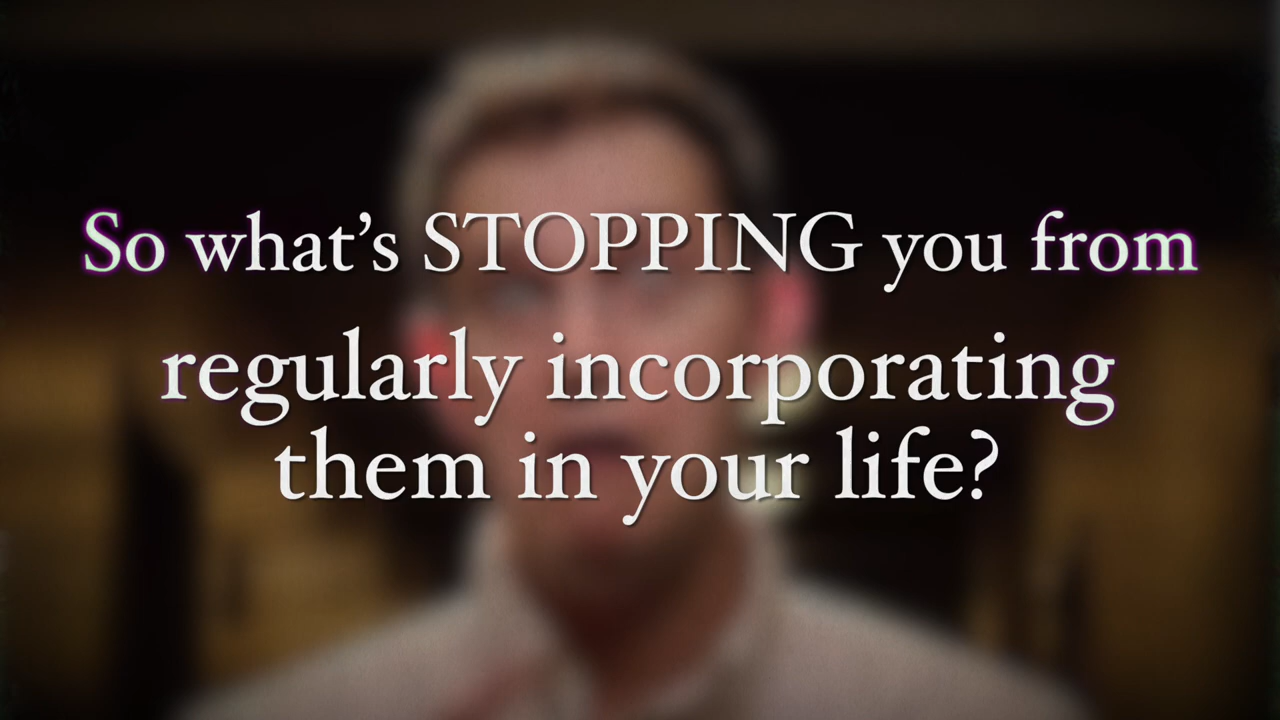 So what’s STOPPING you from
regularly incorporating
them in your life?